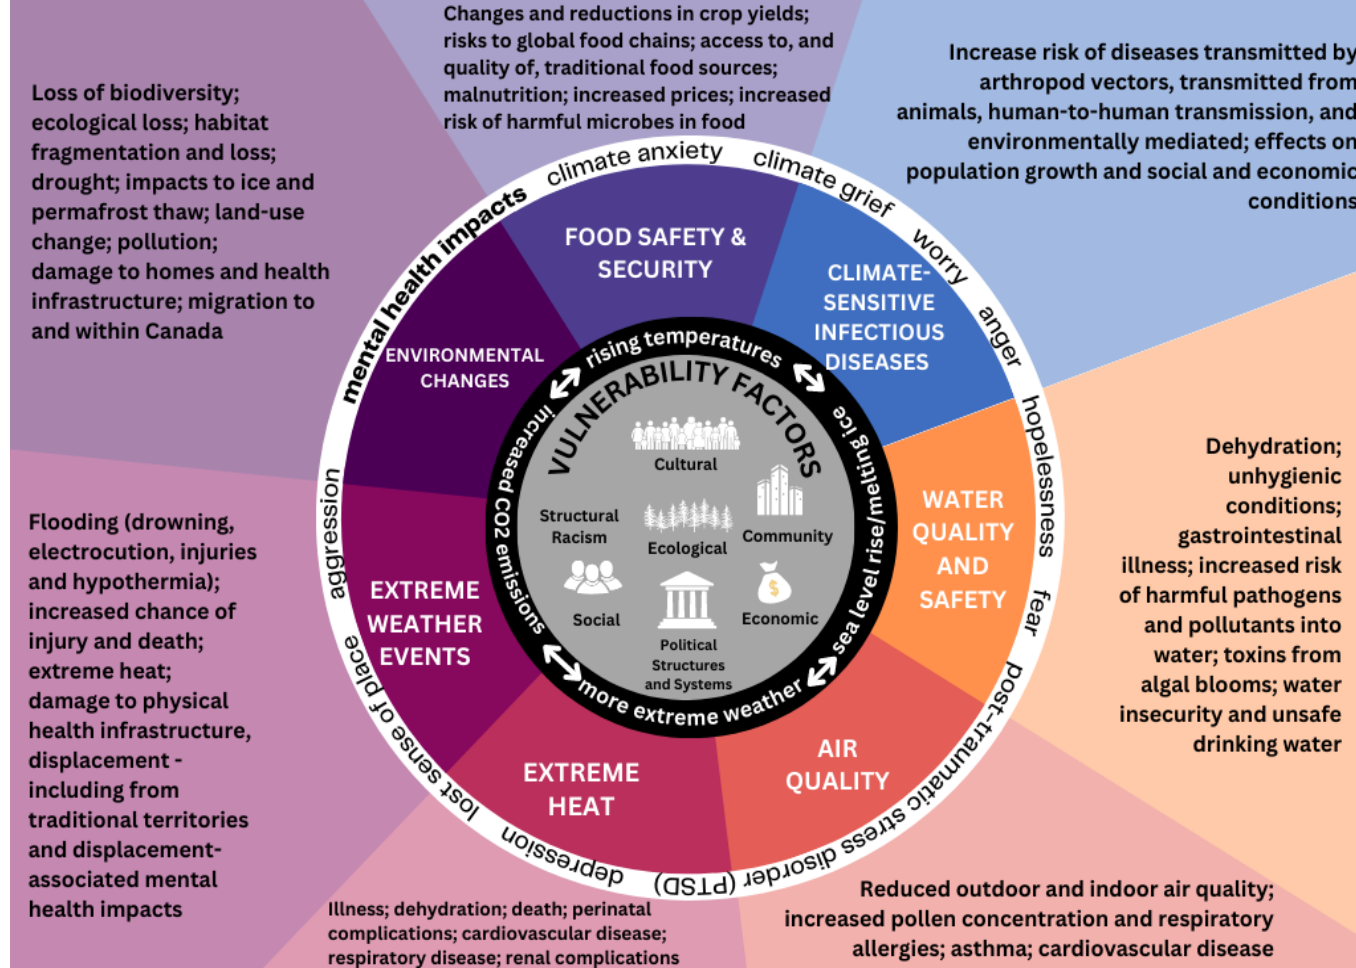 Changes and reductions in crop yields;
risks to global food chains; access to, and
quality of, traditional food sources;
malnutrition; increased prices; increased
risk of harmful microbes in food
Increase risk of diseases transmitted by
arthropod vectors, transmitted from
animals, human-to-human transmission, and
environmentally mediated; effects on
population growth and social and economic
conditions
Loss of biodiversity;
ecological loss; habitat
fragmentation and loss;
drought; impacts to ice and
permafrost thaw; land-use
change; pollution;
damage to homes and health
infrastructure; migration to
and within Canada
mental health impacts
climate anxiety
climate grief
worry
anger
hopelessness
fear
post-traumatic stress disorder (PTSD)
depression
lost sense of place
aggression
FOOD SAFETY &
SECURITY
CLIMATE-
SENSITIVE
INFECTIOUS
DISEASES
ENVIRONMENTAL
CHANGES
WATER
QUALITY
AND
SAFETY
EXTREME
WEATHER
EVENTS
AIR
QUALITY
EXTREME
HEAT
rising temperatures
sea level rise/melting ice
more extreme weather
increased CO2 emissions
VULNERABILITY FACTORS
Cultural
Structural
Racism
Ecological
Community
Social
$
Economic
Political
Structures
and Systems
Dehydration;
unhygienic
conditions;
gastrointestinal
illness; increased risk
of harmful pathogens
and pollutants into
water; toxins from
algal blooms; water
insecurity and unsafe
drinking water
Flooding (drowning,
electrocution, injuries
and hypothermia);
increased chance of
injury and death;
extreme heat;
damage to physical
health infrastructure,
displacement -
including from
traditional territories
and displacement-
associated mental
health impacts
Illness; dehydration; death; perinatal
complications; cardiovascular disease;
respiratory disease; renal complications
Reduced outdoor and indoor air quality;
increased pollen concentration and respiratory
allergies; asthma; cardiovascular disease